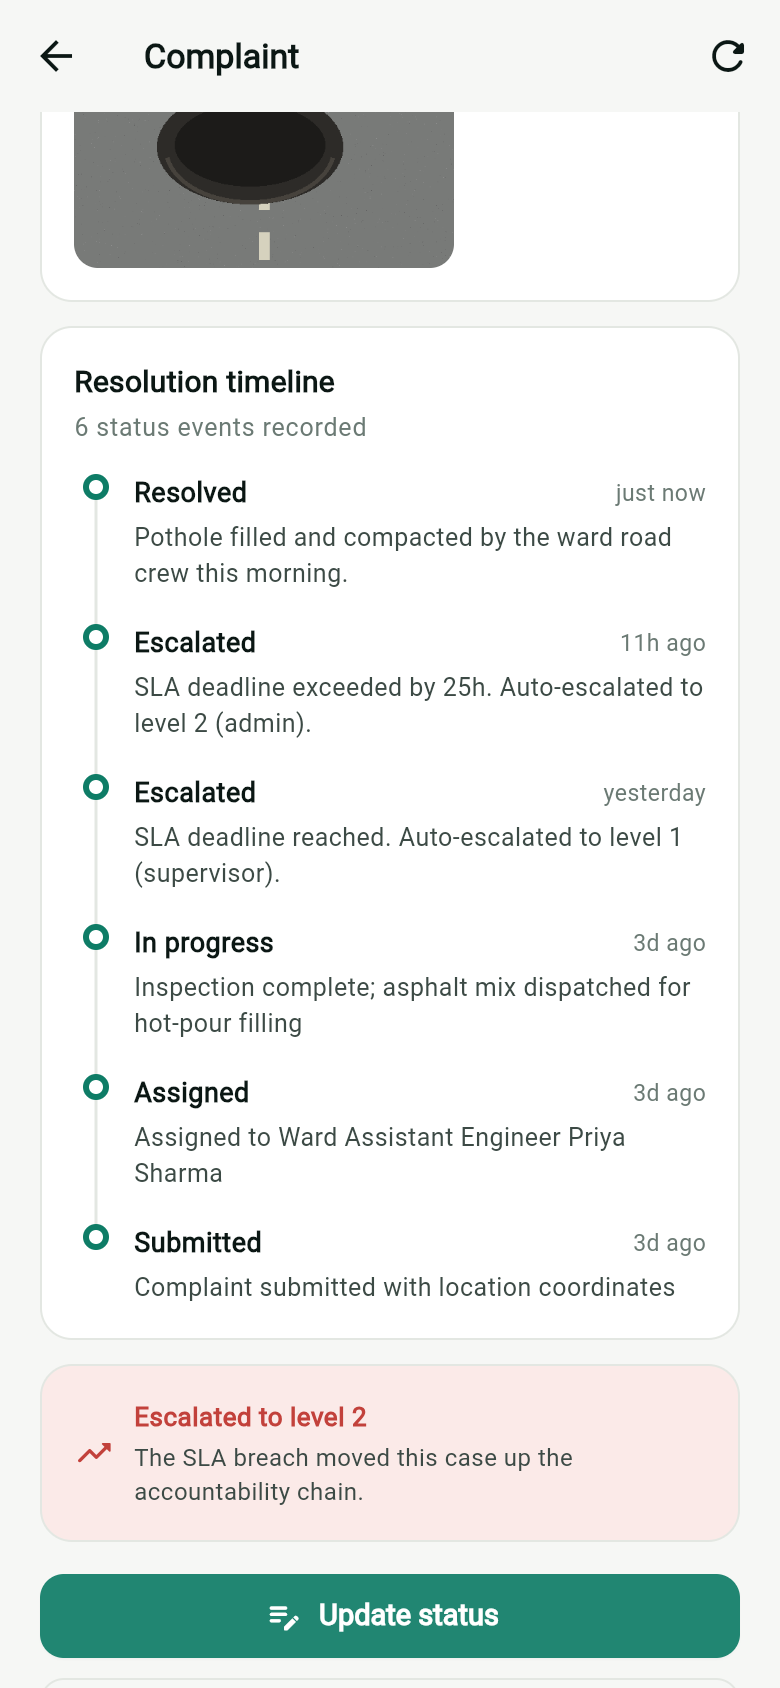 Complaint
Resolution timeline
6 status events recorded
Resolved
just now
Pothole filled and compacted by the ward road
crew this morning.
Escalated
11h ago
SLA deadline exceeded by 25h. Auto-escalated to
level 2 (admin).
Escalated
yesterday
SLA deadline reached. Auto-escalated to level 1
(supervisor).
In progress
3d ago
Inspection complete; asphalt mix dispatched for
hot-pour filling
Assigned
3d ago
Assigned to Ward Assistant Engineer Priya
Sharma
Submitted
3d ago
Complaint submitted with location coordinates
Escalated to level 2
The SLA breach moved this case up the
accountability chain.
Update status